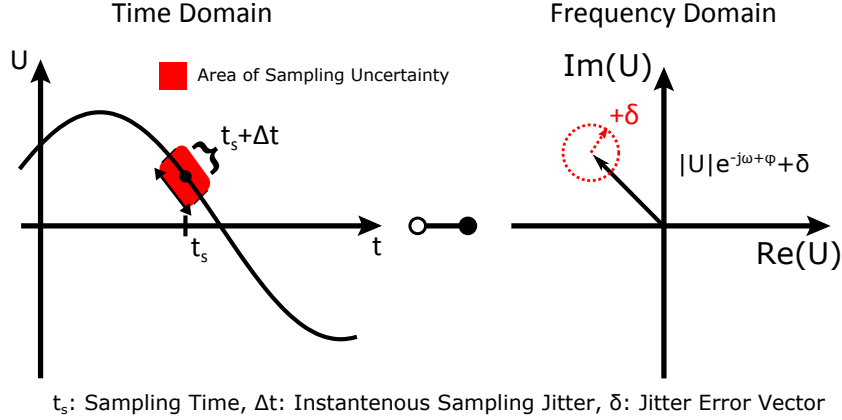 Time Domain
Frequency Domain
U
Area of Sampling Uncertainty
tₛ+Δt
tₛ
t
Im(U)
+δ
|U|e⁻ʲω⁺φ+δ
Re(U)
tₛ: Sampling Time, Δt: Instantenous Sampling Jitter, δ: Jitter Error Vector